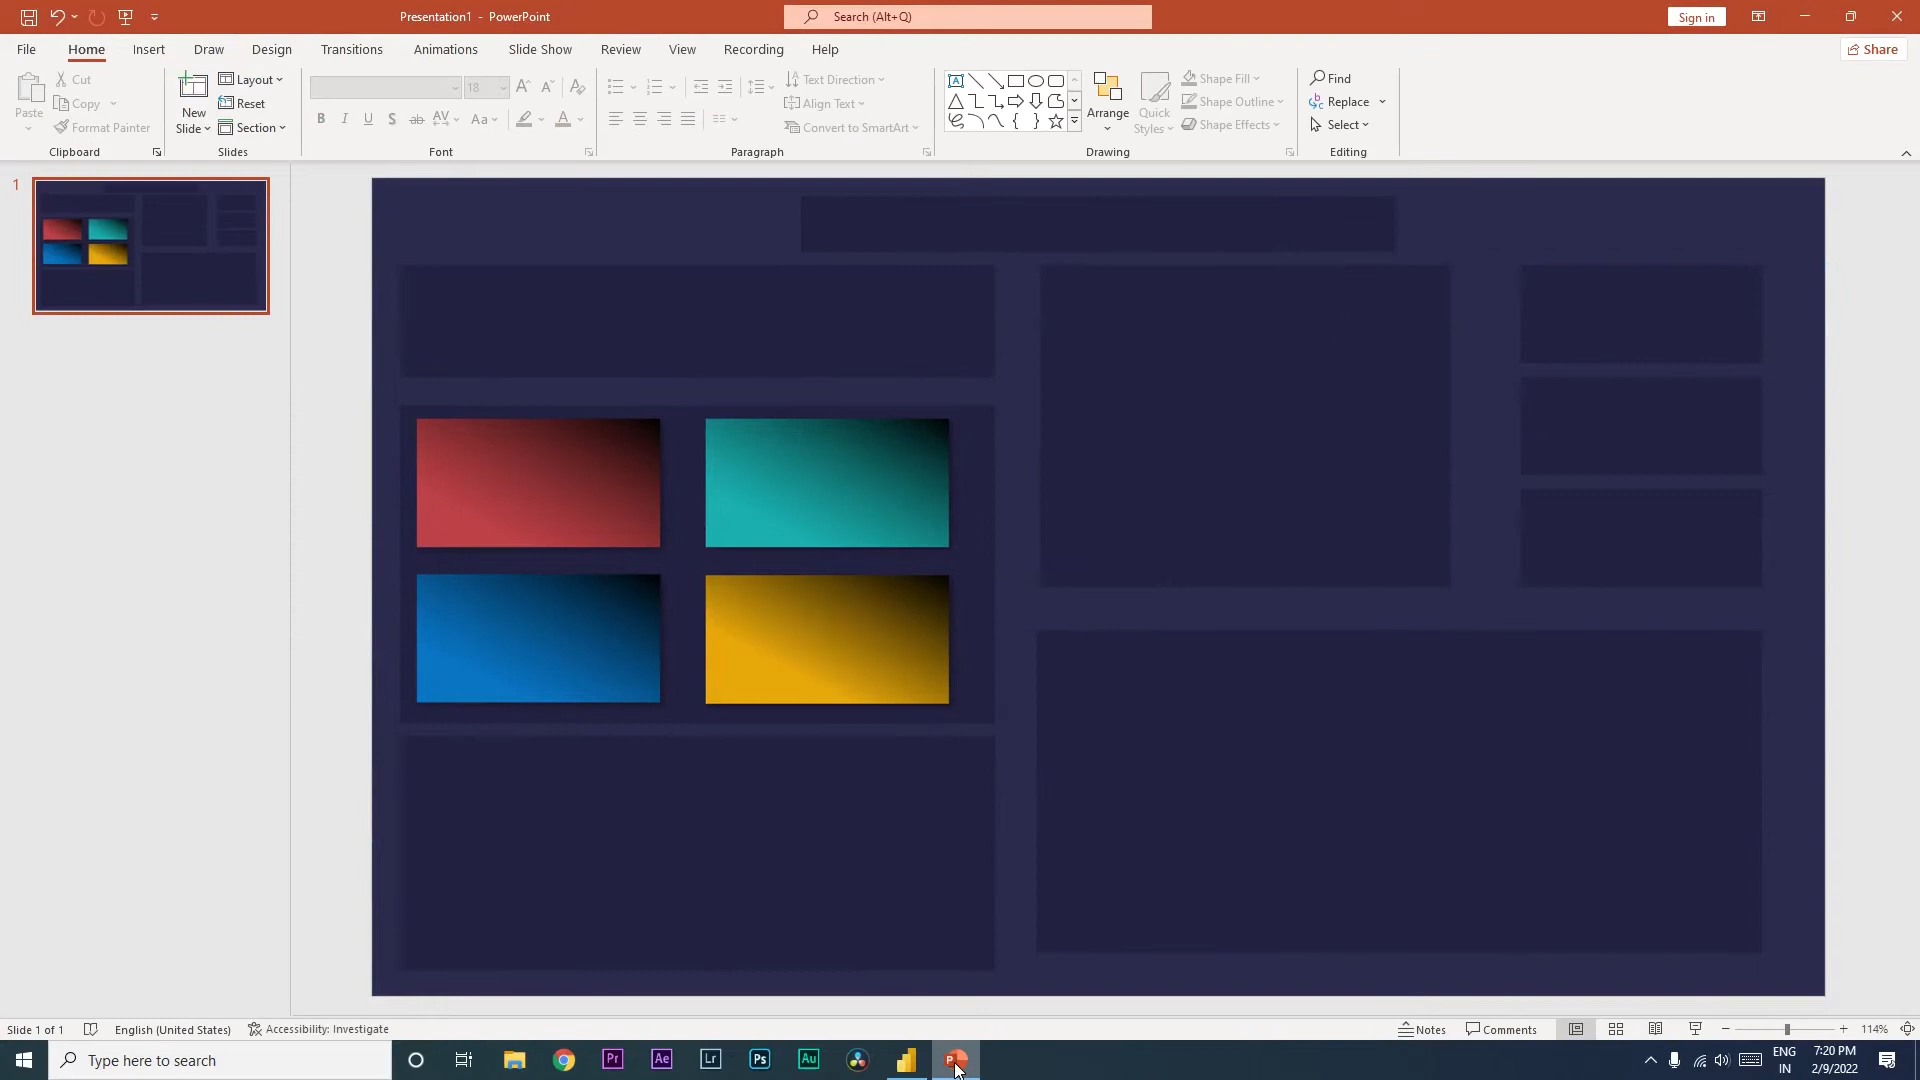 Presentation1 - PowerPoint
Search (Alt+Q)
Sign in
File Home Insert Draw Design Transitions Animations Slide Show Review View Recording Help
Share
Paste
Cut
Copy
Format Painter
Clipboard
New
Slide
Layout
Reset
Section
Slides
18
B I U S ab AV Aa
A
Font
Text Direction
Align Text
Convert to SmartArt
Paragraph
Arrange
Quick
Styles
Shape Fill
Shape Outline
Shape Effects
Drawing
Find
Replace
Select
Editing
1
Slide 1 of 1
English (United States)
Accessibility: Investigate
Notes
Comments
114%
Type here to search
Pr
Ae
Lr
Ps
Au
P
ENG
IN
7:20 PM
2/9/2022